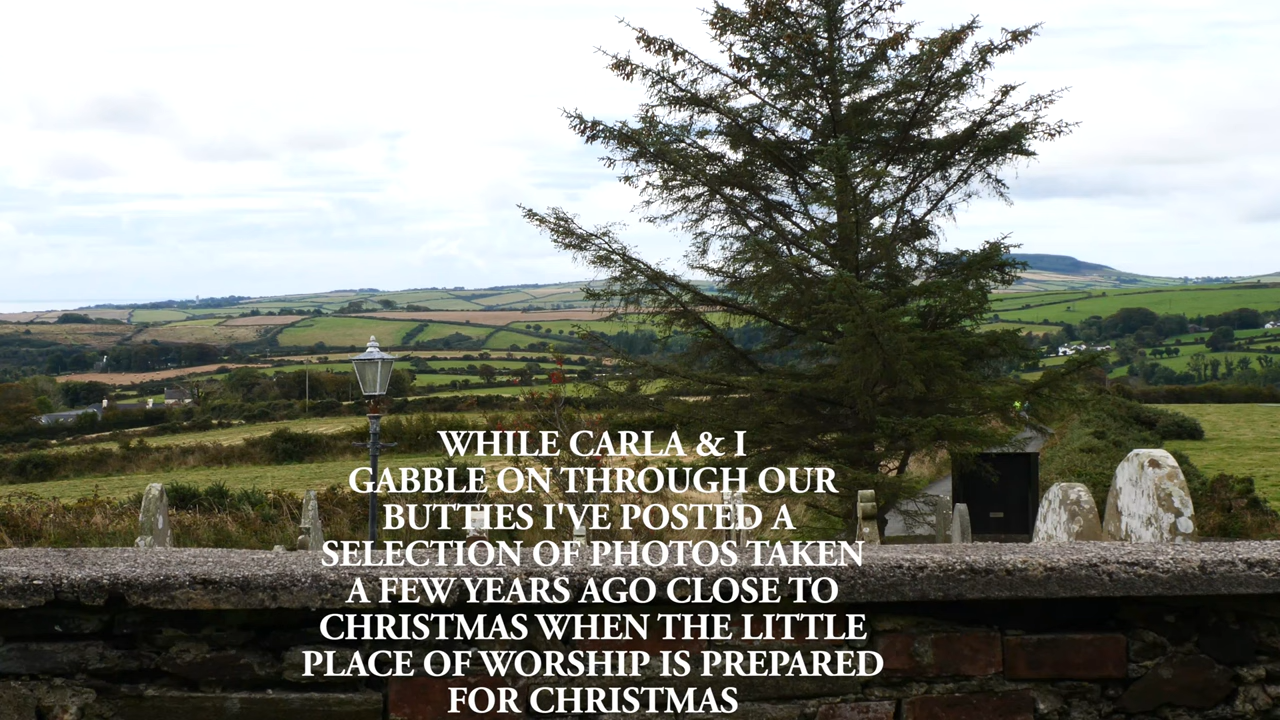 WHILE CARLA & I
GABBLE ON THROUGH OUR
BUTTIES I'VE POSTED A
SELECTION OF PHOTOS TAKEN
A FEW YEARS AGO CLOSE TO
CHRISTMAS WHEN THE LITTLE
PLACE OF WORSHIP IS PREPARED
FOR CHRISTMAS